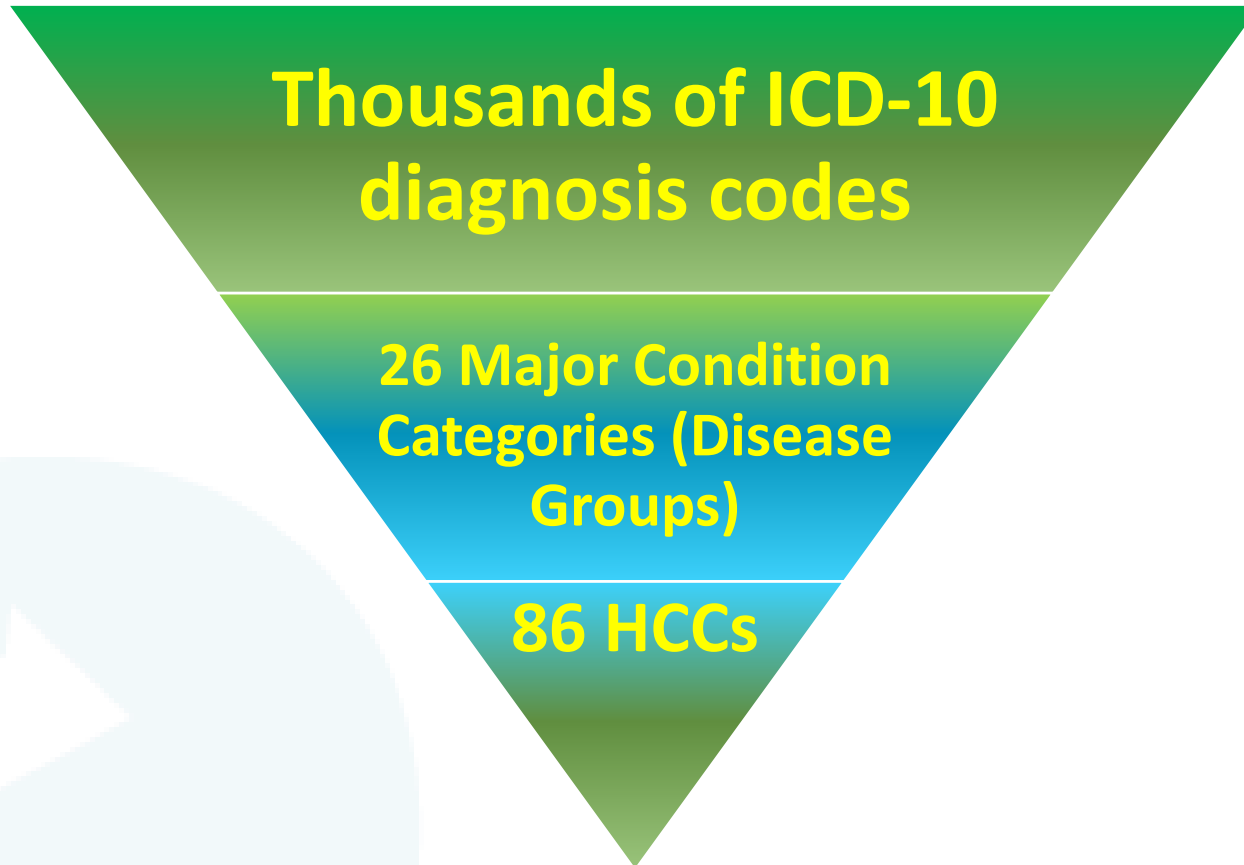 Thousands of ICD-10
diagnosis codes
26 Major Condition
Categories (Disease
Groups)
86 HCCs